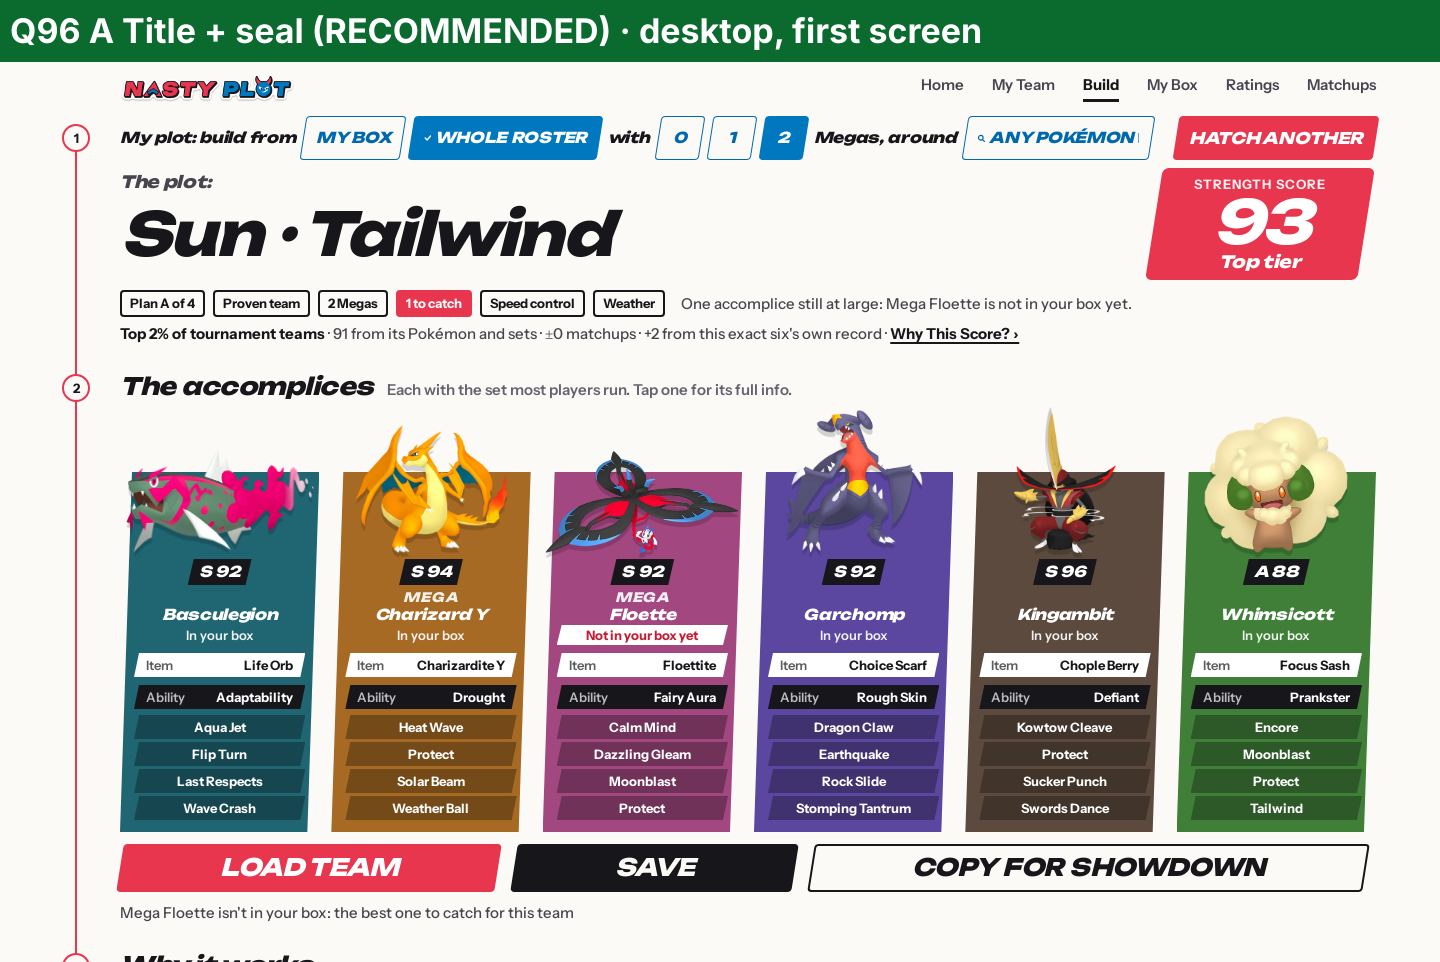 Q96 A Title + seal (RECOMMENDED) · desktop, first screen
NASTY PLOT
Home My Team Build My Box Ratings Matchups
1
My plot: build from MY BOX ✓ WHOLE ROSTER with 0 1 2 Megas, around ANY POKÉMON HATCH ANOTHER
The plot:
Sun · Tailwind
STRENGTH SCORE
93
Top tier
Plan A of 4 Proven team 2 Megas 1 to catch Speed control Weather One accomplice still at large: Mega Floette is not in your box yet.
Top 2% of tournament teams · 91 from its Pokémon and sets · ±0 matchups · +2 from this exact six's own record · Why This Score? ›
2
The accomplices Each with the set most players run. Tap one for its full info.
S 92
Basculegion
In your box
Item Life Orb
Ability Adaptability
Aqua Jet
Flip Turn
Last Respects
Wave Crash
S 94
MEGA
Charizard Y
In your box
Item Charizardite Y
Ability Drought
Heat Wave
Protect
Solar Beam
Weather Ball
S 92
MEGA
Floette
Not in your box yet
Item Floettite
Ability Fairy Aura
Calm Mind
Dazzling Gleam
Moonblast
Protect
S 92
Garchomp
In your box
Item Choice Scarf
Ability Rough Skin
Dragon Claw
Earthquake
Rock Slide
Stomping Tantrum
S 96
Kingambit
In your box
Item Chople Berry
Ability Defiant
Kowtow Cleave
Protect
Sucker Punch
Swords Dance
A 88
Whimsicott
In your box
Item Focus Sash
Ability Prankster
Encore
Moonblast
Protect
Tailwind
LOAD TEAM SAVE COPY FOR SHOWDOWN
Mega Floette isn't in your box: the best one to catch for this team
Why it works